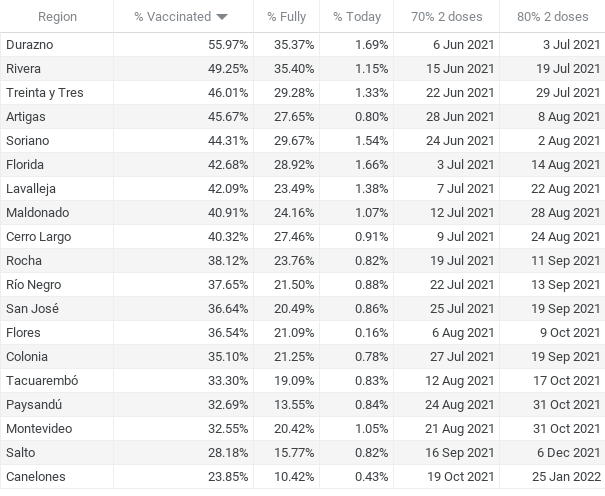 Region % Vaccinated % Fully % Today 70% 2 doses 80% 2 doses
Durazno 55.97% 35.37% 1.69% 6 Jun 2021 3 Jul 2021
Rivera 49.25% 35.40% 1.15% 15 Jun 2021 19 Jul 2021
Treinta y Tres 46.01% 29.28% 1.33% 22 Jun 2021 29 Jul 2021
Artigas 45.67% 27.65% 0.80% 28 Jun 2021 8 Aug 2021
Soriano 44.31% 29.67% 1.54% 24 Jun 2021 2 Aug 2021
Florida 42.68% 28.92% 1.66% 3 Jul 2021 14 Aug 2021
Lavalleja 42.09% 23.49% 1.38% 7 Jul 2021 22 Aug 2021
Maldonado 40.91% 24.16% 1.07% 12 Jul 2021 28 Aug 2021
Cerro Largo 40.32% 27.46% 0.91% 9 Jul 2021 24 Aug 2021
Rocha 38.12% 23.76% 0.82% 19 Jul 2021 11 Sep 2021
Río Negro 37.65% 21.50% 0.88% 22 Jul 2021 13 Sep 2021
San José 36.64% 20.49% 0.86% 25 Jul 2021 19 Sep 2021
Flores 36.54% 21.09% 0.16% 6 Aug 2021 9 Oct 2021
Colonia 35.10% 21.25% 0.78% 27 Jul 2021 19 Sep 2021
Tacuarembó 33.30% 19.09% 0.83% 12 Aug 2021 17 Oct 2021
Paysandú 32.69% 13.55% 0.84% 24 Aug 2021 31 Oct 2021
Montevideo 32.55% 20.42% 1.05% 21 Aug 2021 31 Oct 2021
Salto 28.18% 15.77% 0.82% 16 Sep 2021 6 Dec 2021
Canelones 23.85% 10.42% 0.43% 19 Oct 2021 25 Jan 2022